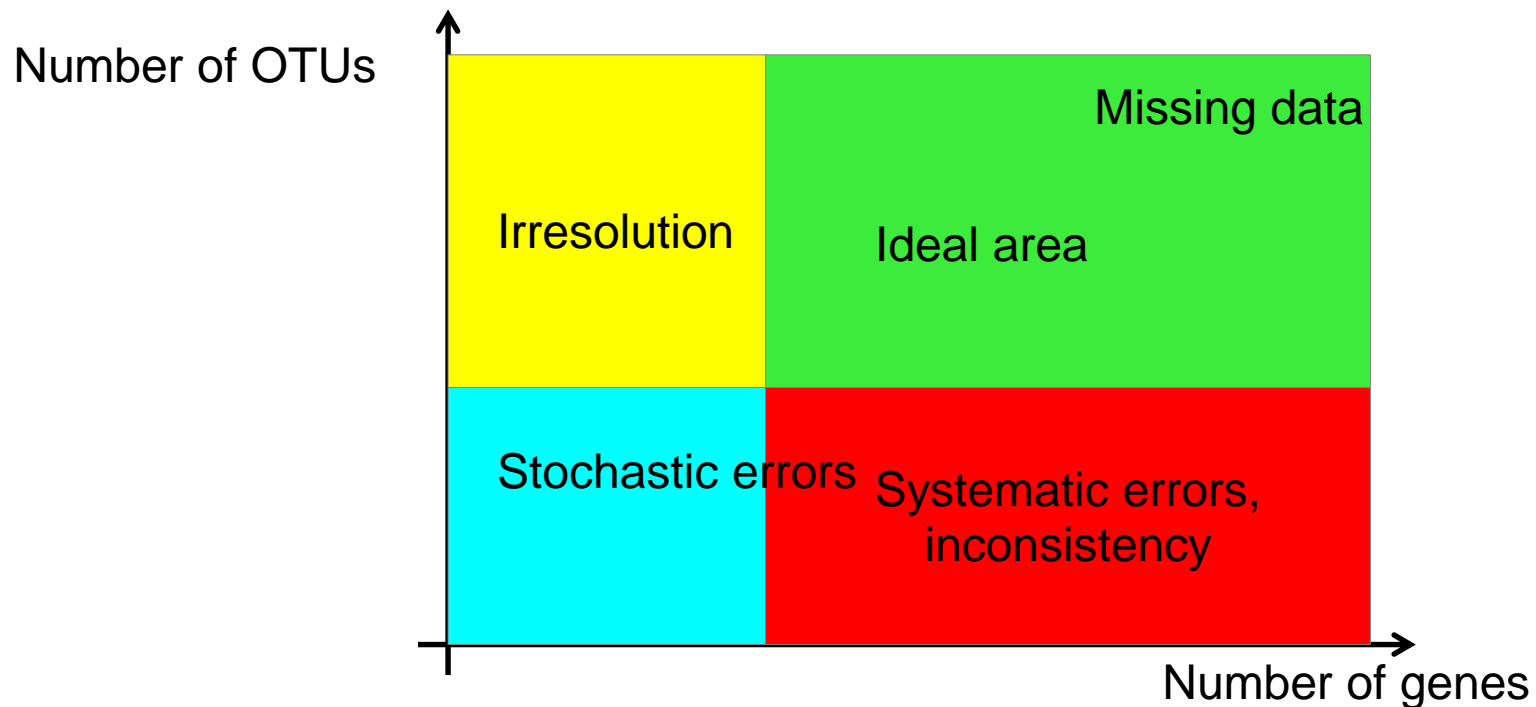 Number of OTUs
Missing data
Irresolution
Ideal area
Stochastic errors
Systematic errors,
inconsistency
Number of genes